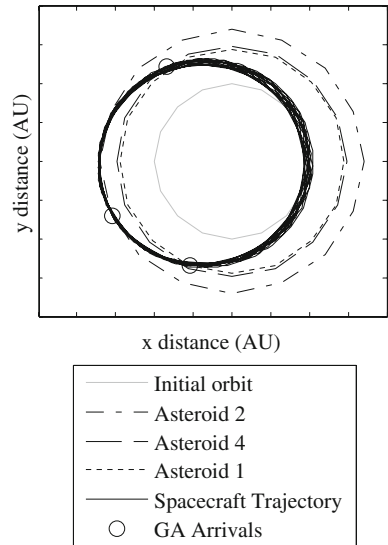 y distance (AU)
x distance (AU)
Initial orbit
Asteroid 2
Asteroid 4
Asteroid 1
Spacecraft Trajectory
GA Arrivals